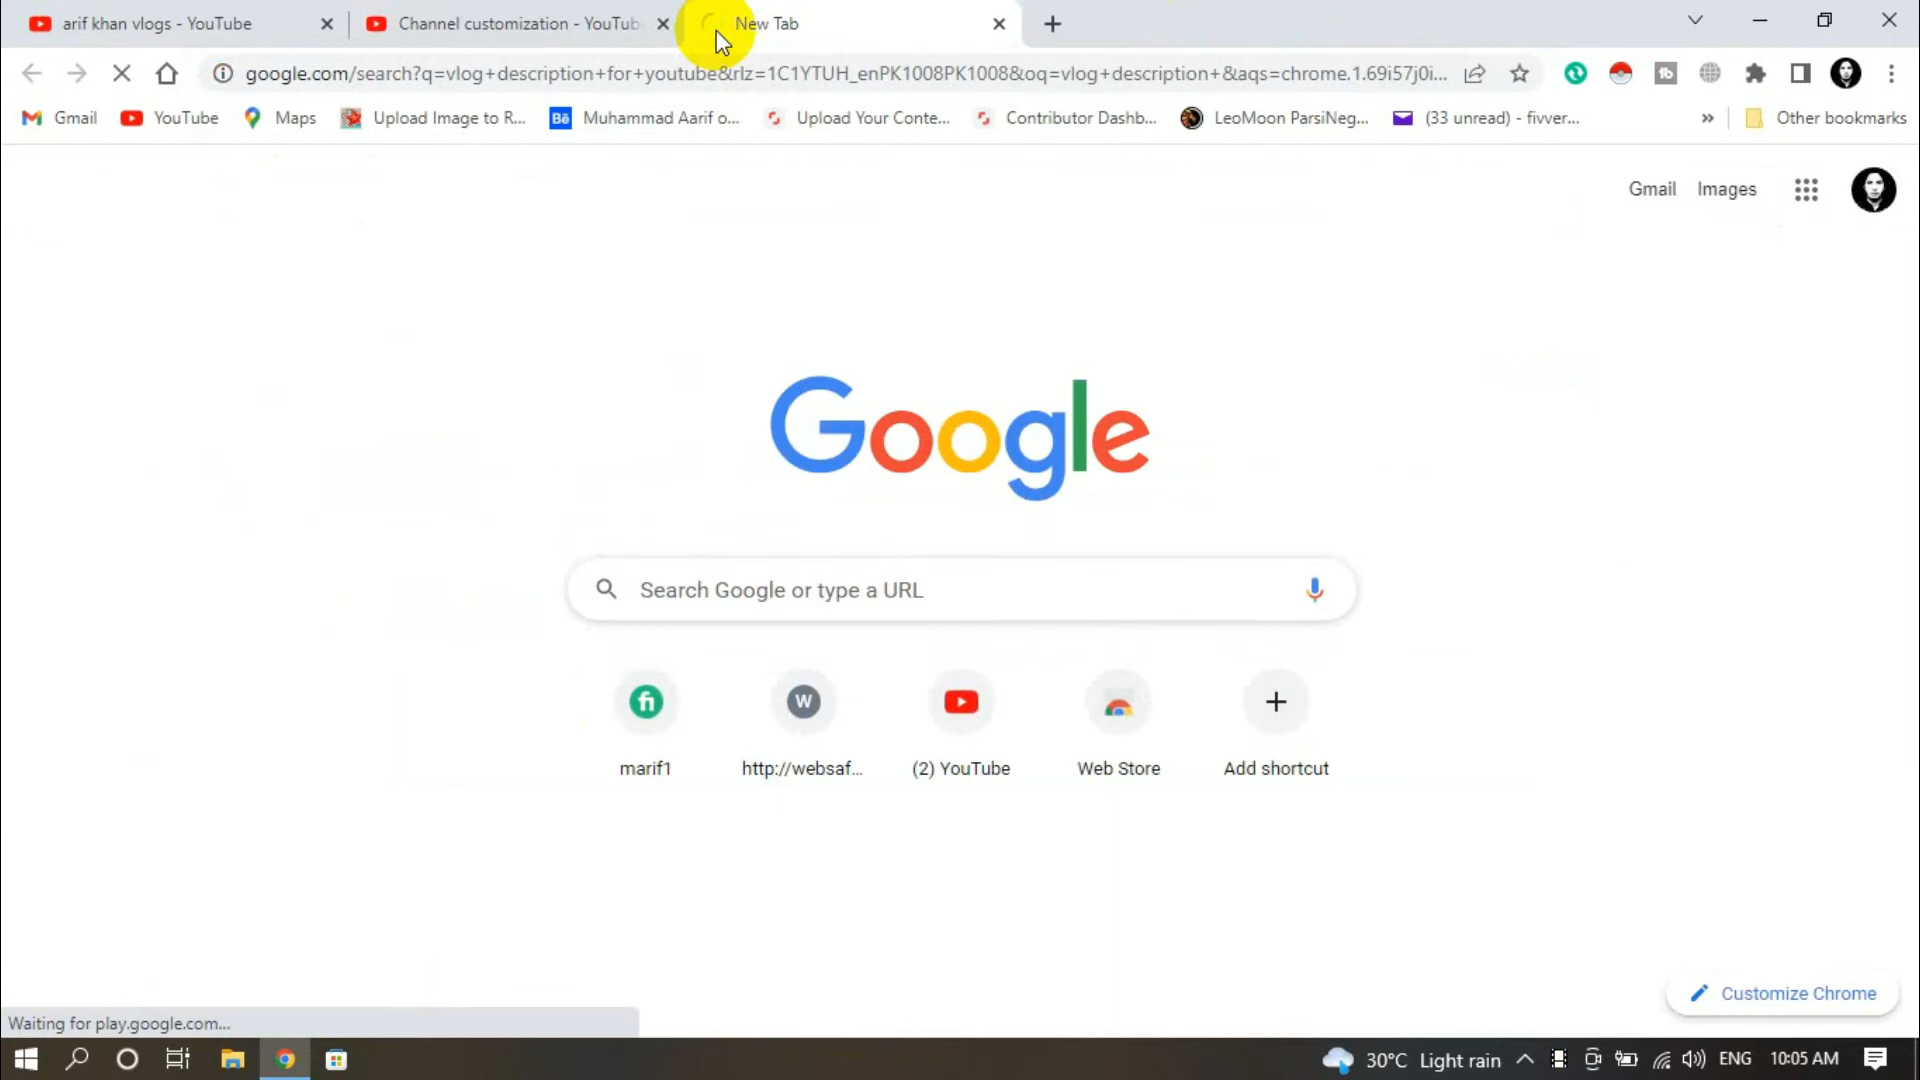 arif khan vlogs - YouTube
Channel customization - YouTub
New Tab
google.com/search?q=vlog+description+for+youtube&rlz=1C1YTUH_enPK1008PK1008&oq=vlog+description+&aqs=chrome.1.69i57j0i...
Gmail
YouTube
Maps
Upload Image to R...
Bē
Muhammad Aarif o...
Upload Your Conte...
Contributor Dashb...
LeoMoon ParsiNeg...
(33 unread) - fivver...
»
Other bookmarks
Gmail Images
Google
Search Google or type a URL
fi
W
marif1
http://websaf...
(2) YouTube
Web Store
Add shortcut
Customize Chrome
Waiting for play.google.com...
30°C Light rain
ENG
10:05 AM